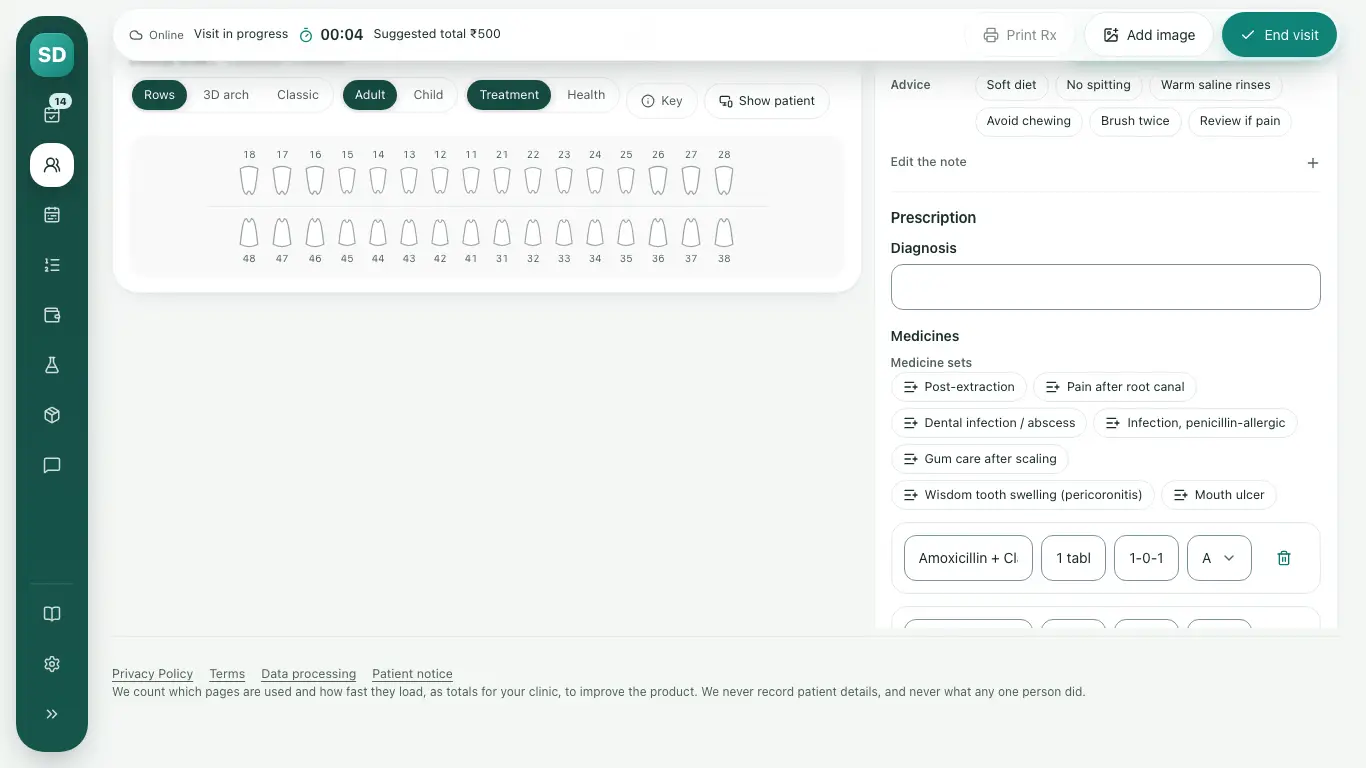 SD
14
Online Visit in progress 00:04 Suggested total ₹500
Print Rx
Add image
End visit
Rows 3D arch Classic Adult Child Treatment Health Key Show patient
18 17 16 15 14 13 12 11 21 22 23 24 25 26 27 28
48 47 46 45 44 43 42 41 31 32 33 34 35 36 37 38
Advice Soft diet No spitting Warm saline rinses
Avoid chewing Brush twice Review if pain
Edit the note
Prescription
Diagnosis
Medicines
Medicine sets
Post-extraction Pain after root canal
Dental infection / abscess Infection, penicillin-allergic
Gum care after scaling
Wisdom tooth swelling (pericoronitis) Mouth ulcer
Amoxicillin + Cl 1 tabl 1-0-1 A
Privacy Policy Terms Data processing Patient notice
We count which pages are used and how fast they load, as totals for your clinic, to improve the product. We never record patient details, and never what any one person did.